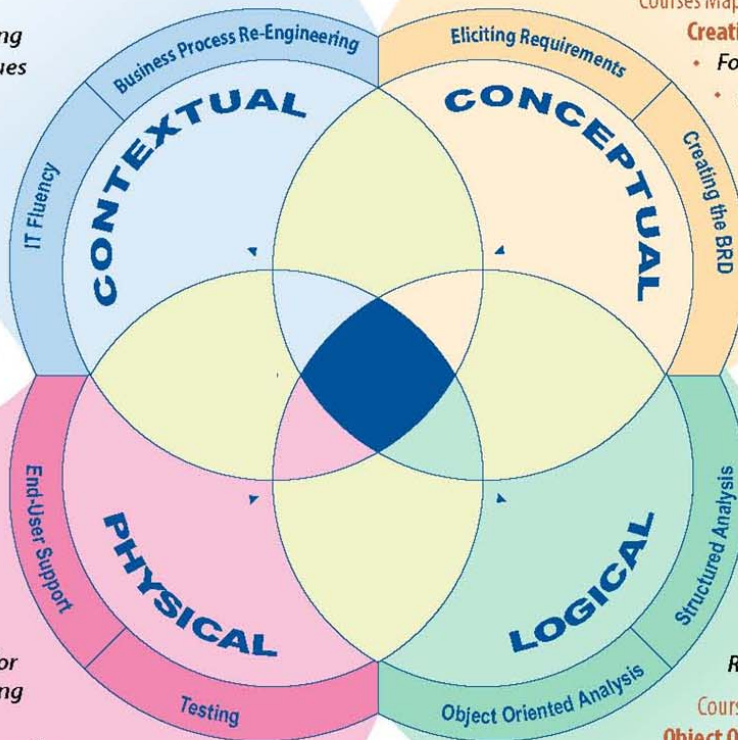 Courses Map
Creati
• Fo
•
ing
ues
Business Process Re-Engineering
Eliciting Requirements
IT Fluency
CONTEXTUAL
CONCEPTUAL
Creating the BRD
End-User Support
PHYSICAL
LOGICAL
Structured Analysis
or
ng
Testing
Object Oriented Analysis
R
Cours
Object O